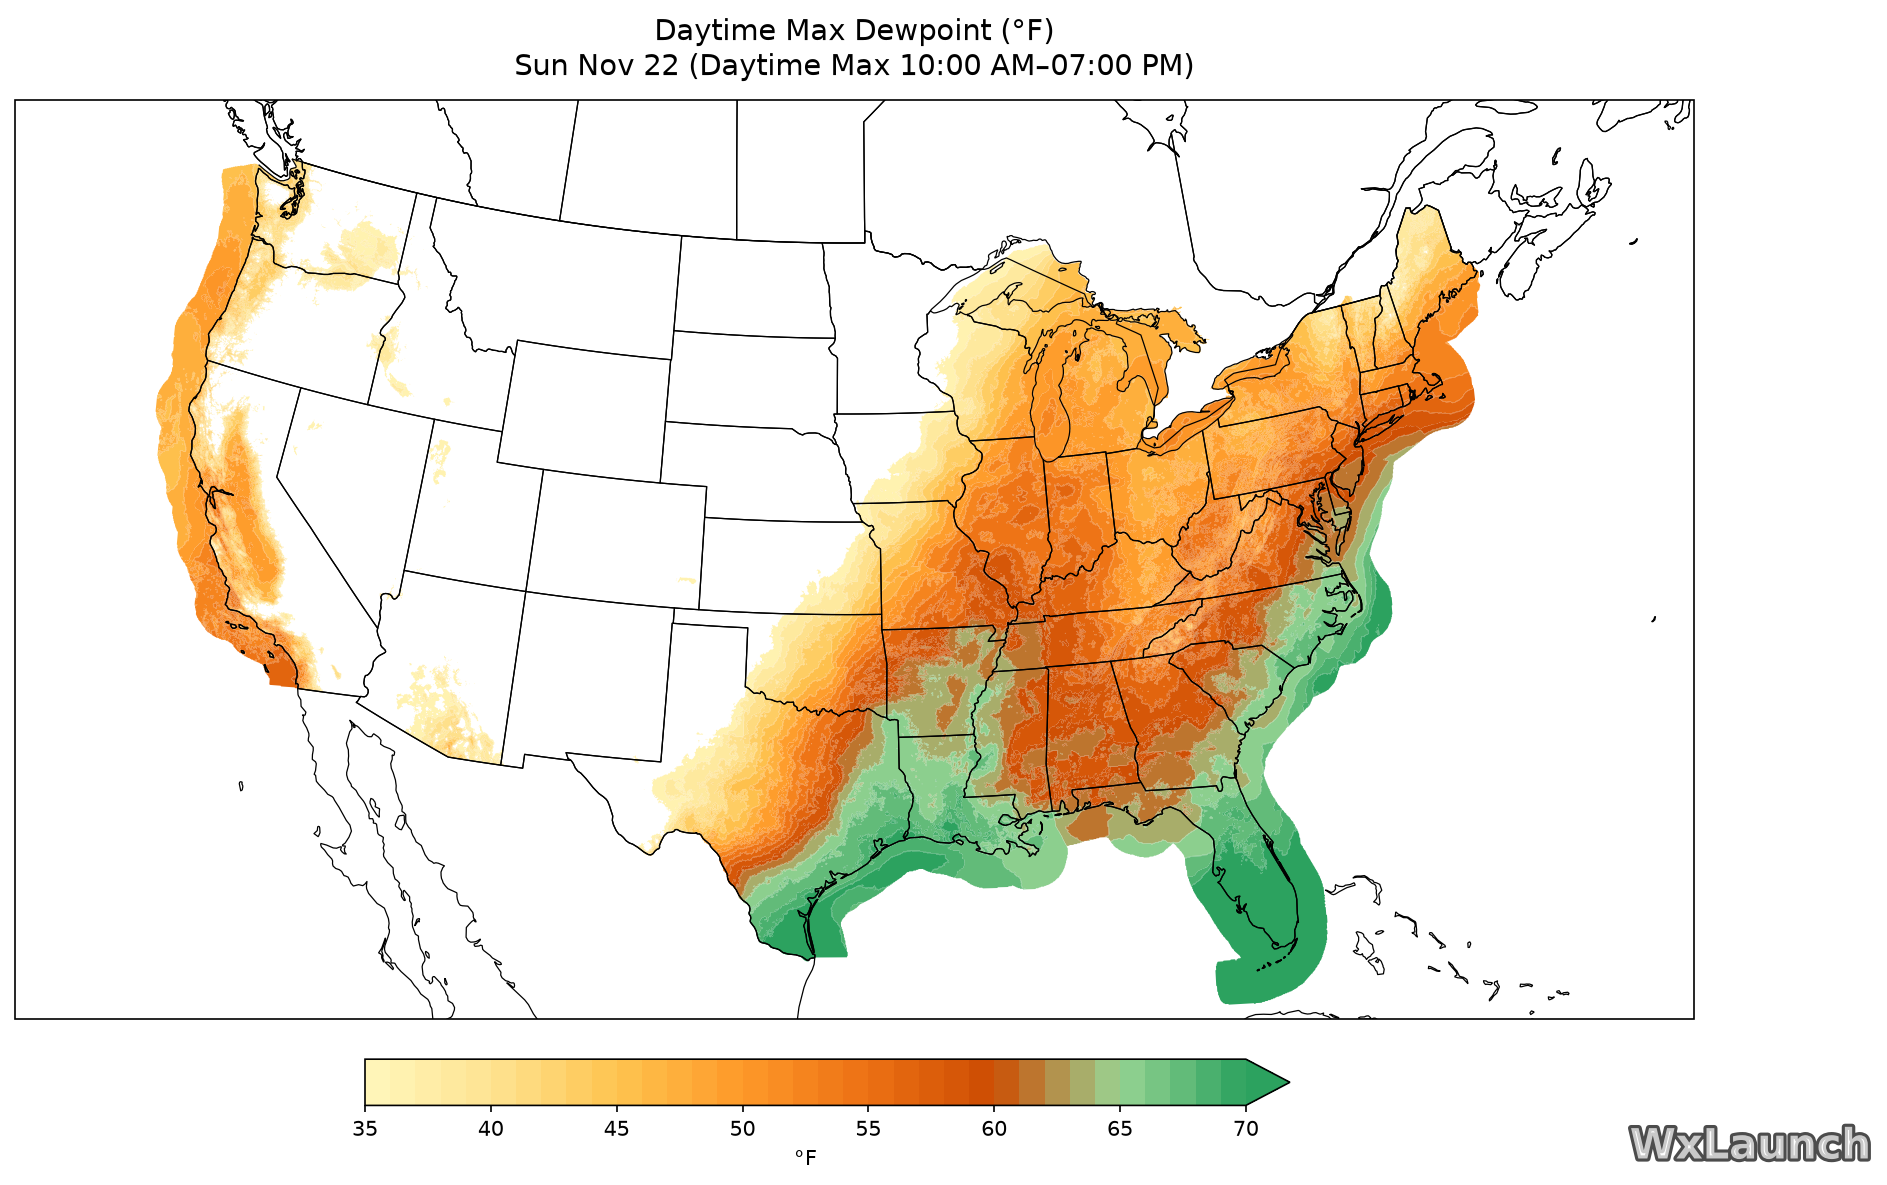 Daytime Max Dewpoint (°F)
Sun Nov 22 (Daytime Max 10:00 AM–07:00 PM)
35 40 45 50 55 60 65 70
°F
WxLaunch